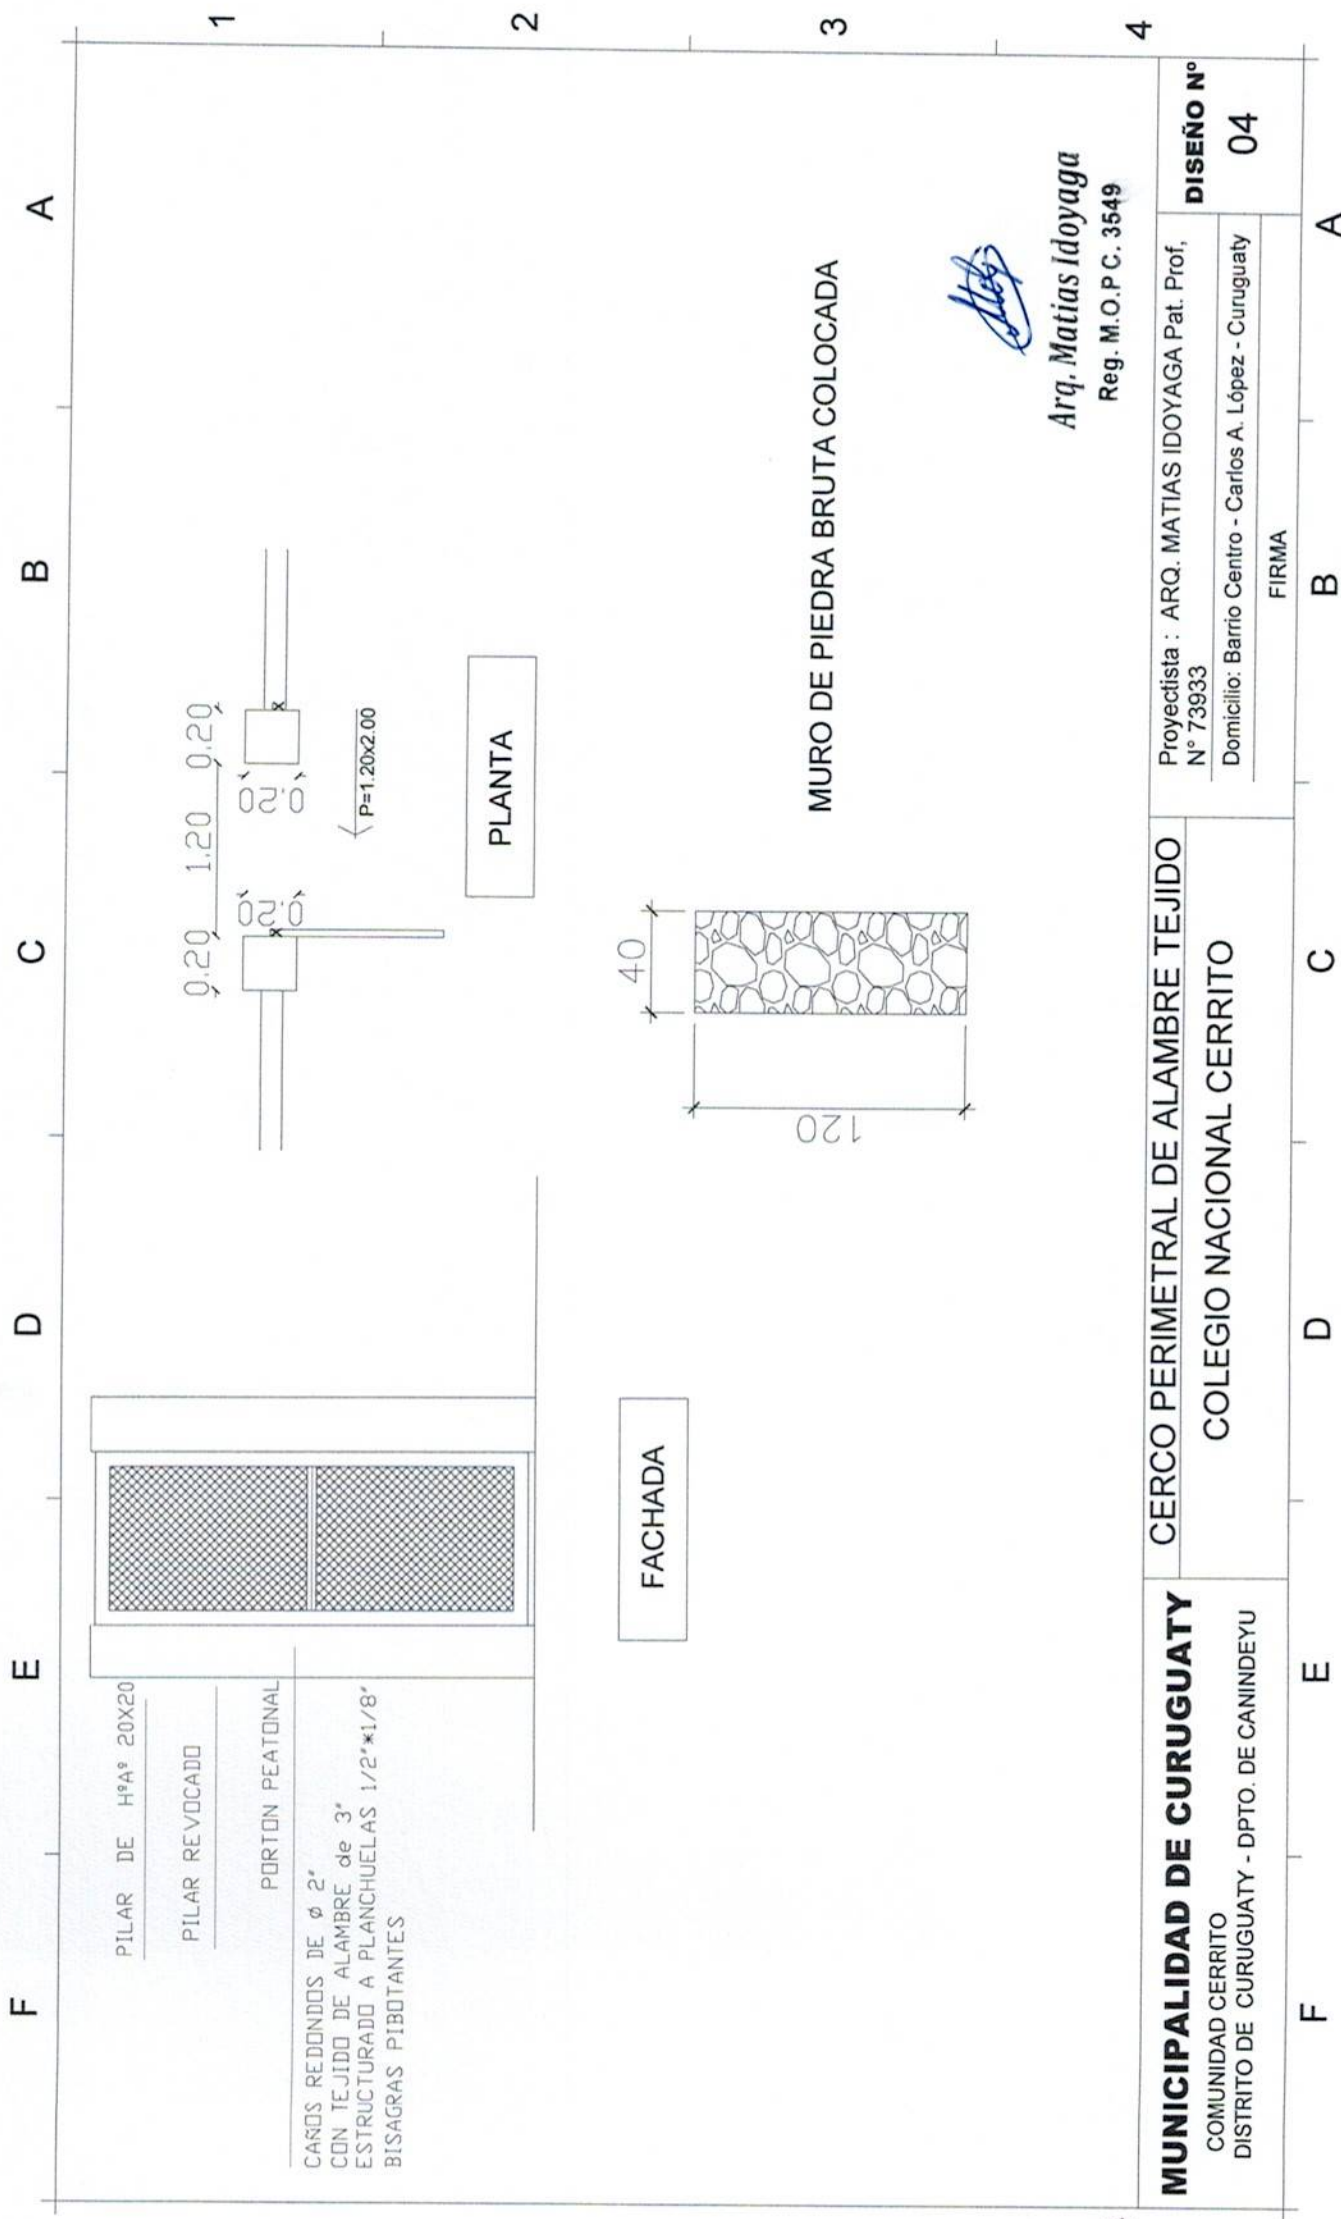 F E D C B A
1
2
3
4
PILAR DE HºAº 20X20
PILAR REVOCADO
PORTON PEATONAL
CAÑOS REDONDOS DE ø 2"
CON TEJIDO DE ALAMBRE de 3"
ESTRUCTURADO A PLANCHUELAS 1/2"*1/8"
BISAGRAS PIBOTANTES
FACHADA
0.20 1.20 0.20
0.20 0.20
P=1.20x2.00
PLANTA
40
120
MURO DE PIEDRA BRUTA COLOCADA
Arq. Matias Idoyaga
Reg. M.O.P C. 3549
MUNICIPALIDAD DE CURUGUATY
COMUNIDAD CERRITO
DISTRITO DE CURUGUATY - DPTO. DE CANINDEYU
CERCO PERIMETRAL DE ALAMBRE TEJIDO
COLEGIO NACIONAL CERRITO
Proyectista : ARQ. MATIAS IDOYAGA Pat. Prof,
N° 73933
Domicilio: Barrio Centro - Carlos A. López - Curuguaty
FIRMA
DISEÑO Nº
04
F E D C B A